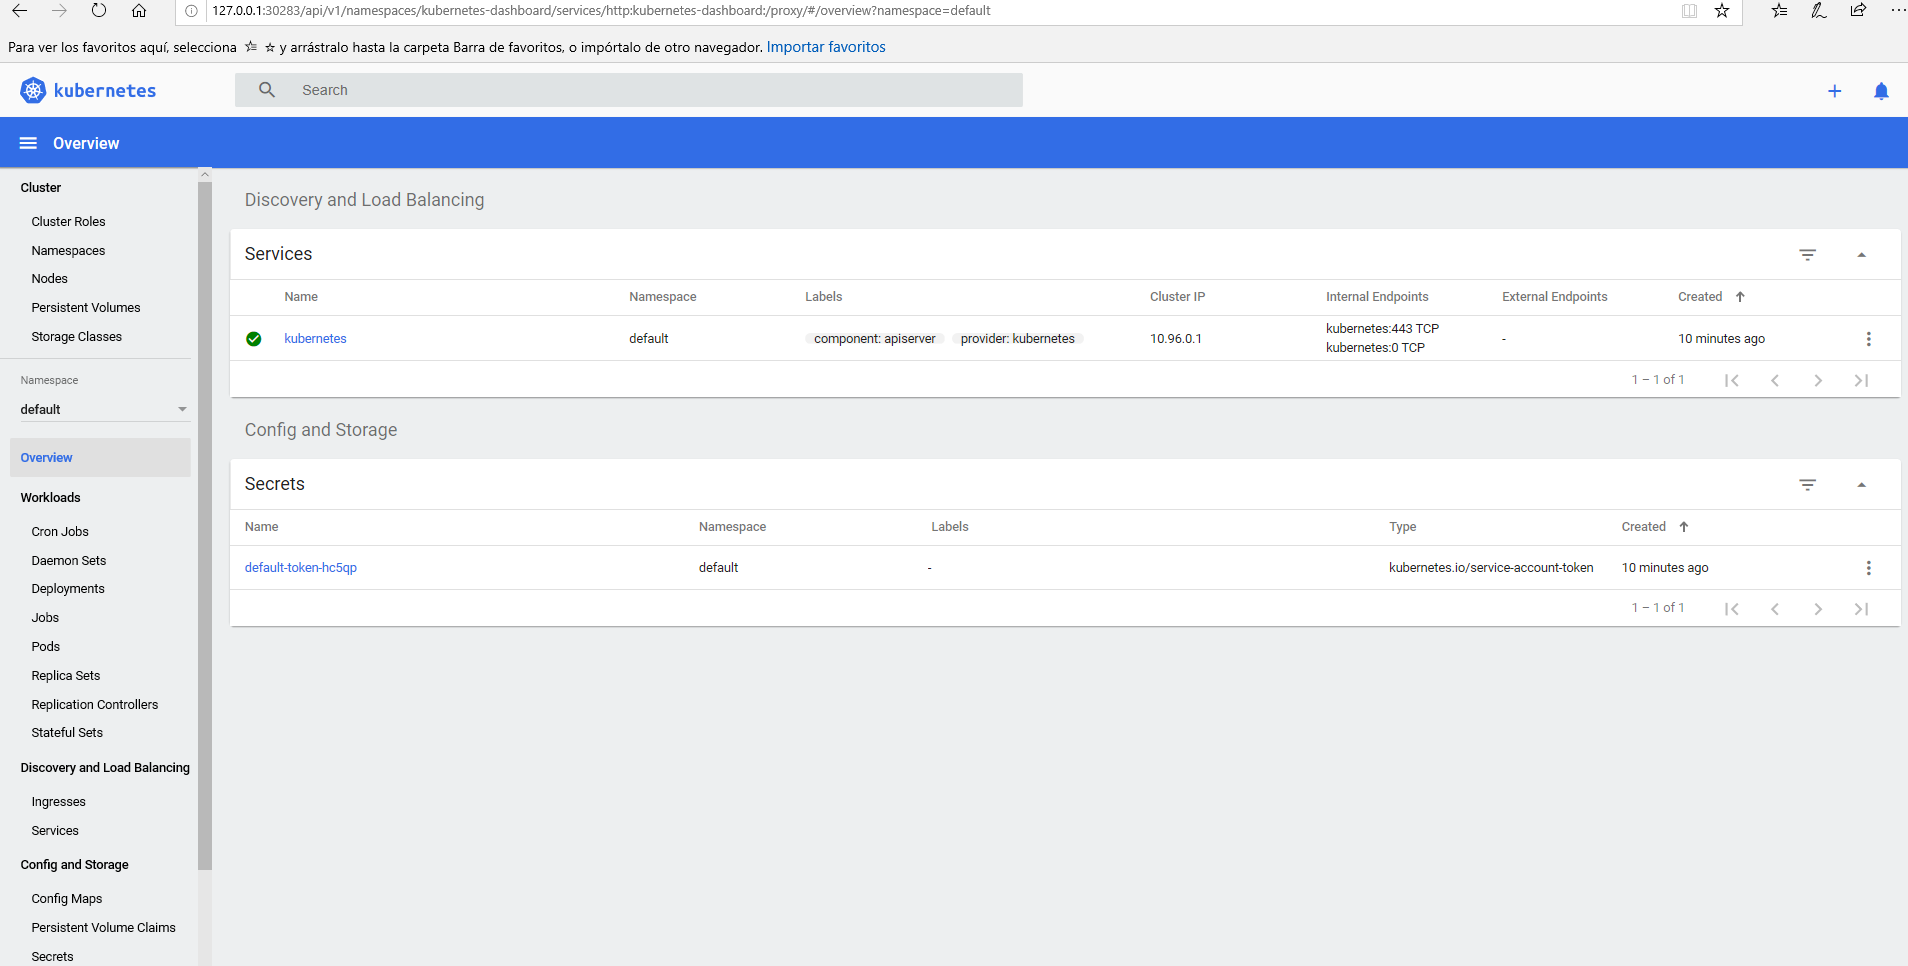 127.0.0.1:30283/api/v1/namespaces/kubernetes-dashboard/services/http:kubernetes-dashboard:/proxy/#/overview?namespace=default
Para ver los favoritos aquí, selecciona y arrástralo hasta la carpeta Barra de favoritos, o impórtalo de otro navegador. Importar favoritos
kubernetes
Search
Overview
Cluster
Cluster Roles
Namespaces
Nodes
Persistent Volumes
Storage Classes
Namespace
default
Overview
Workloads
Cron Jobs
Daemon Sets
Deployments
Jobs
Pods
Replica Sets
Replication Controllers
Stateful Sets
Discovery and Load Balancing
Ingresses
Services
Config and Storage
Config Maps
Persistent Volume Claims
Secrets
Discovery and Load Balancing
Services
Name Namespace Labels Cluster IP Internal Endpoints External Endpoints Created
kubernetes default component: apiserver provider: kubernetes 10.96.0.1 kubernetes:443 TCP - 10 minutes ago
kubernetes:0 TCP
1 – 1 of 1
Config and Storage
Secrets
Name Namespace Labels Type Created
default-token-hc5qp default - kubernetes.io/service-account-token 10 minutes ago
1 – 1 of 1